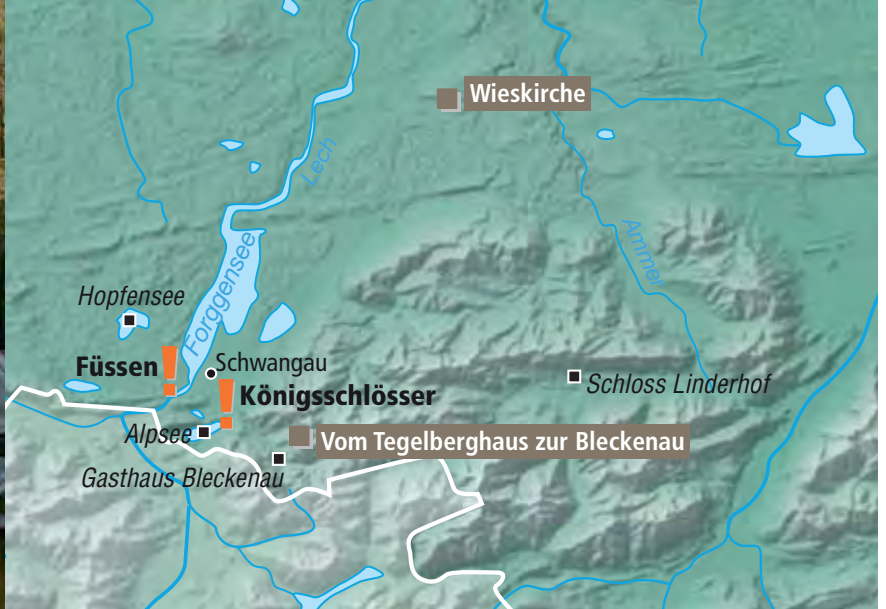 Wieskirche
Lech
Ammer
Forggensee
Hopfensee
Füssen
Schwangau
Königsschlösser
Schloss Linderhof
Alpsee
Vom Tegelberghaus zur Bleckenau
Gasthaus Bleckenau